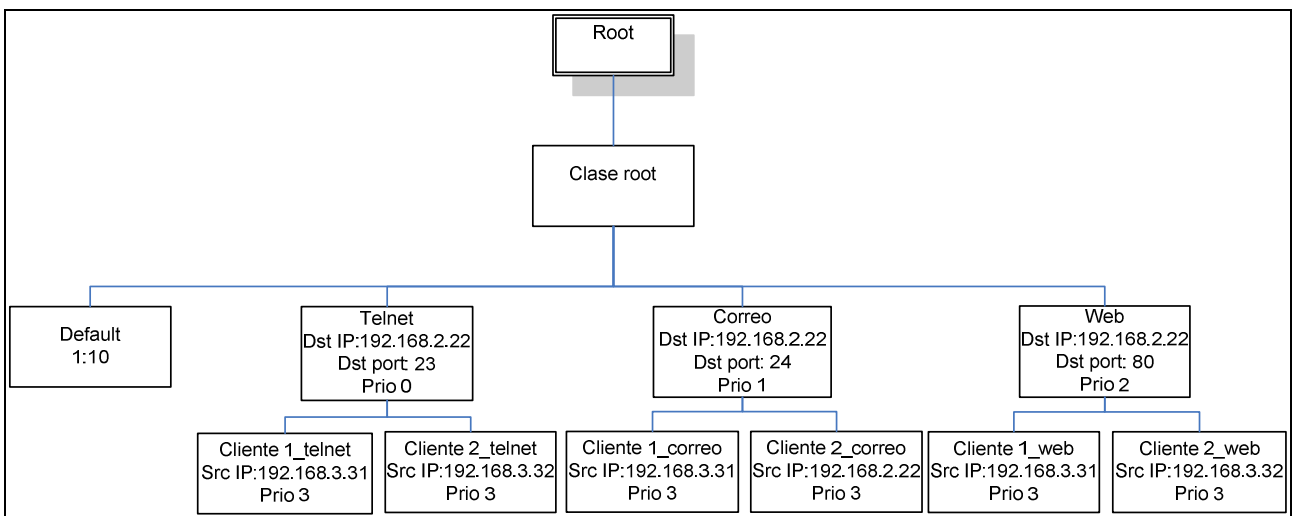 Root
Clase root
Default
1:10
Telnet
Dst IP:192.168.2.22
Dst port: 23
Prio 0
Correo
Dst IP:192.168.2.22
Dst port: 24
Prio 1
Web
Dst IP:192.168.2.22
Dst port: 80
Prio 2
Cliente 1_telnet
Src IP:192.168.3.31
Prio 3
Cliente 2_telnet
Src IP:192.168.3.32
Prio 3
Cliente 1_correo
Src IP:192.168.3.31
Prio 3
Cliente 2_correo
Src IP:192.168.2.22
Prio 3
Cliente 1_web
Src IP:192.168.3.31
Prio 3
Cliente 2_web
Src IP:192.168.3.32
Prio 3